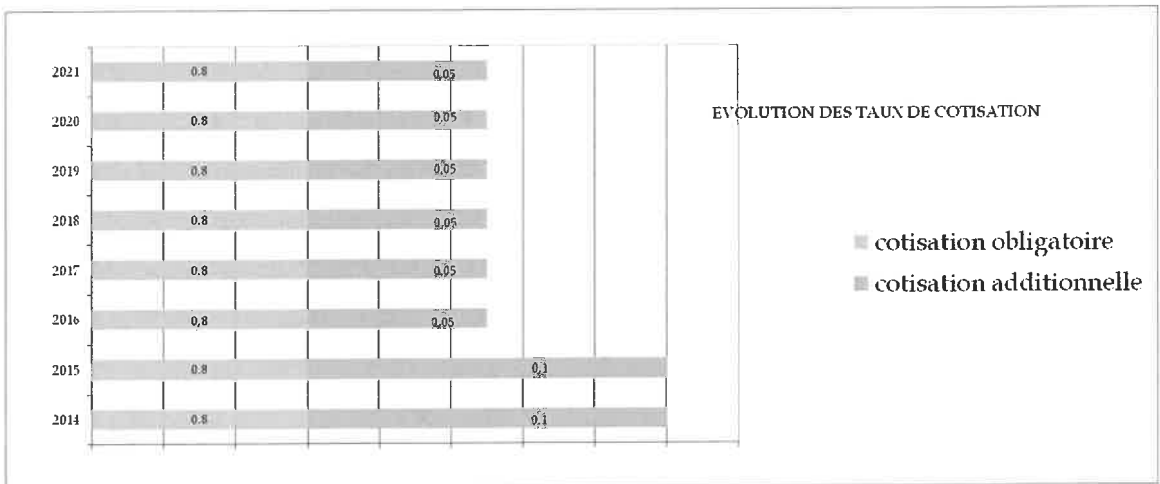 EVOLUTION DES TAUX DE COTISATION
2021 0.8 0.05
2020 0.8 0.05
2019 0.8 0,05
2018 0.8 0,05
2017 0.8 0,05
2016 0,8 0,05
2015 0.8 0,1
2014 0.8 0,1
cotisation obligatoire
cotisation additionnelle